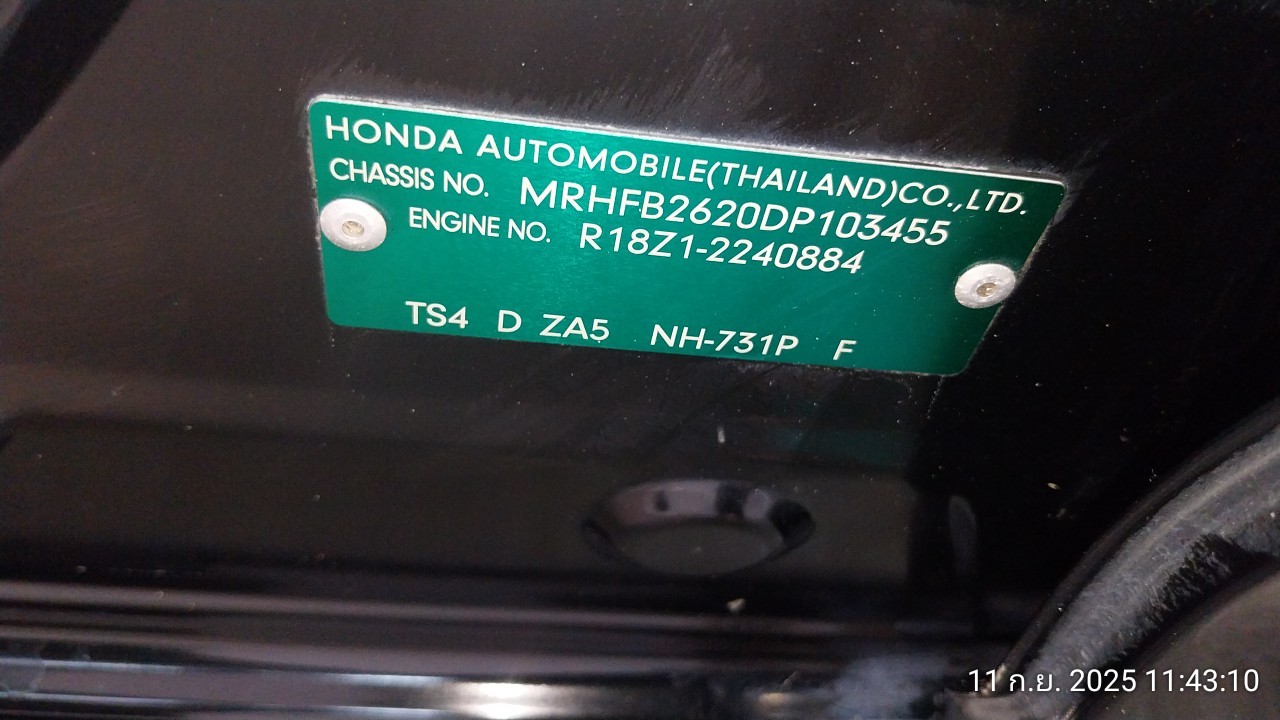 HONDA AUTOMOBILE(THAILAND)CO.,LTD.
CHASSIS NO. MRHFB2620DP103455
ENGINE NO. R18Z1-2240884
TS4 D ZA5 NH-731P F
11 ก.ย. 2025 11:43:10